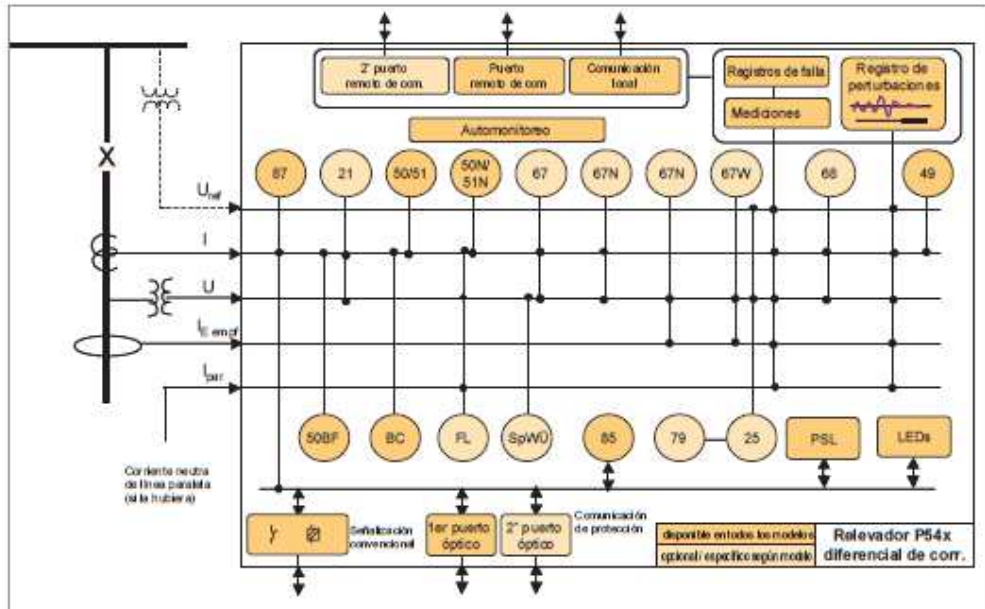 2° puerto
remoto de com.
Puerto
remoto de com
Comunicación
local
Registros de falla
Mediciones
Registro de
perturbaciones
Automonitoreo
87
21
50/51
50N/
51N
67
67N
67N
67W
68
49
Uref
I
U
IE empf
Ipar
50BF
BC
FL
SpWÜ
85
79
25
PSL
LEDs
Corriente neutra
de línea paralela
(si la hubiera)
Señalización
convencional
1er puerto
óptico
2° puerto
óptico
Comunicación
de protección
disponible en todos los modelos
optional/ específico según modelo
Relevador P54x
diferencial de corr.